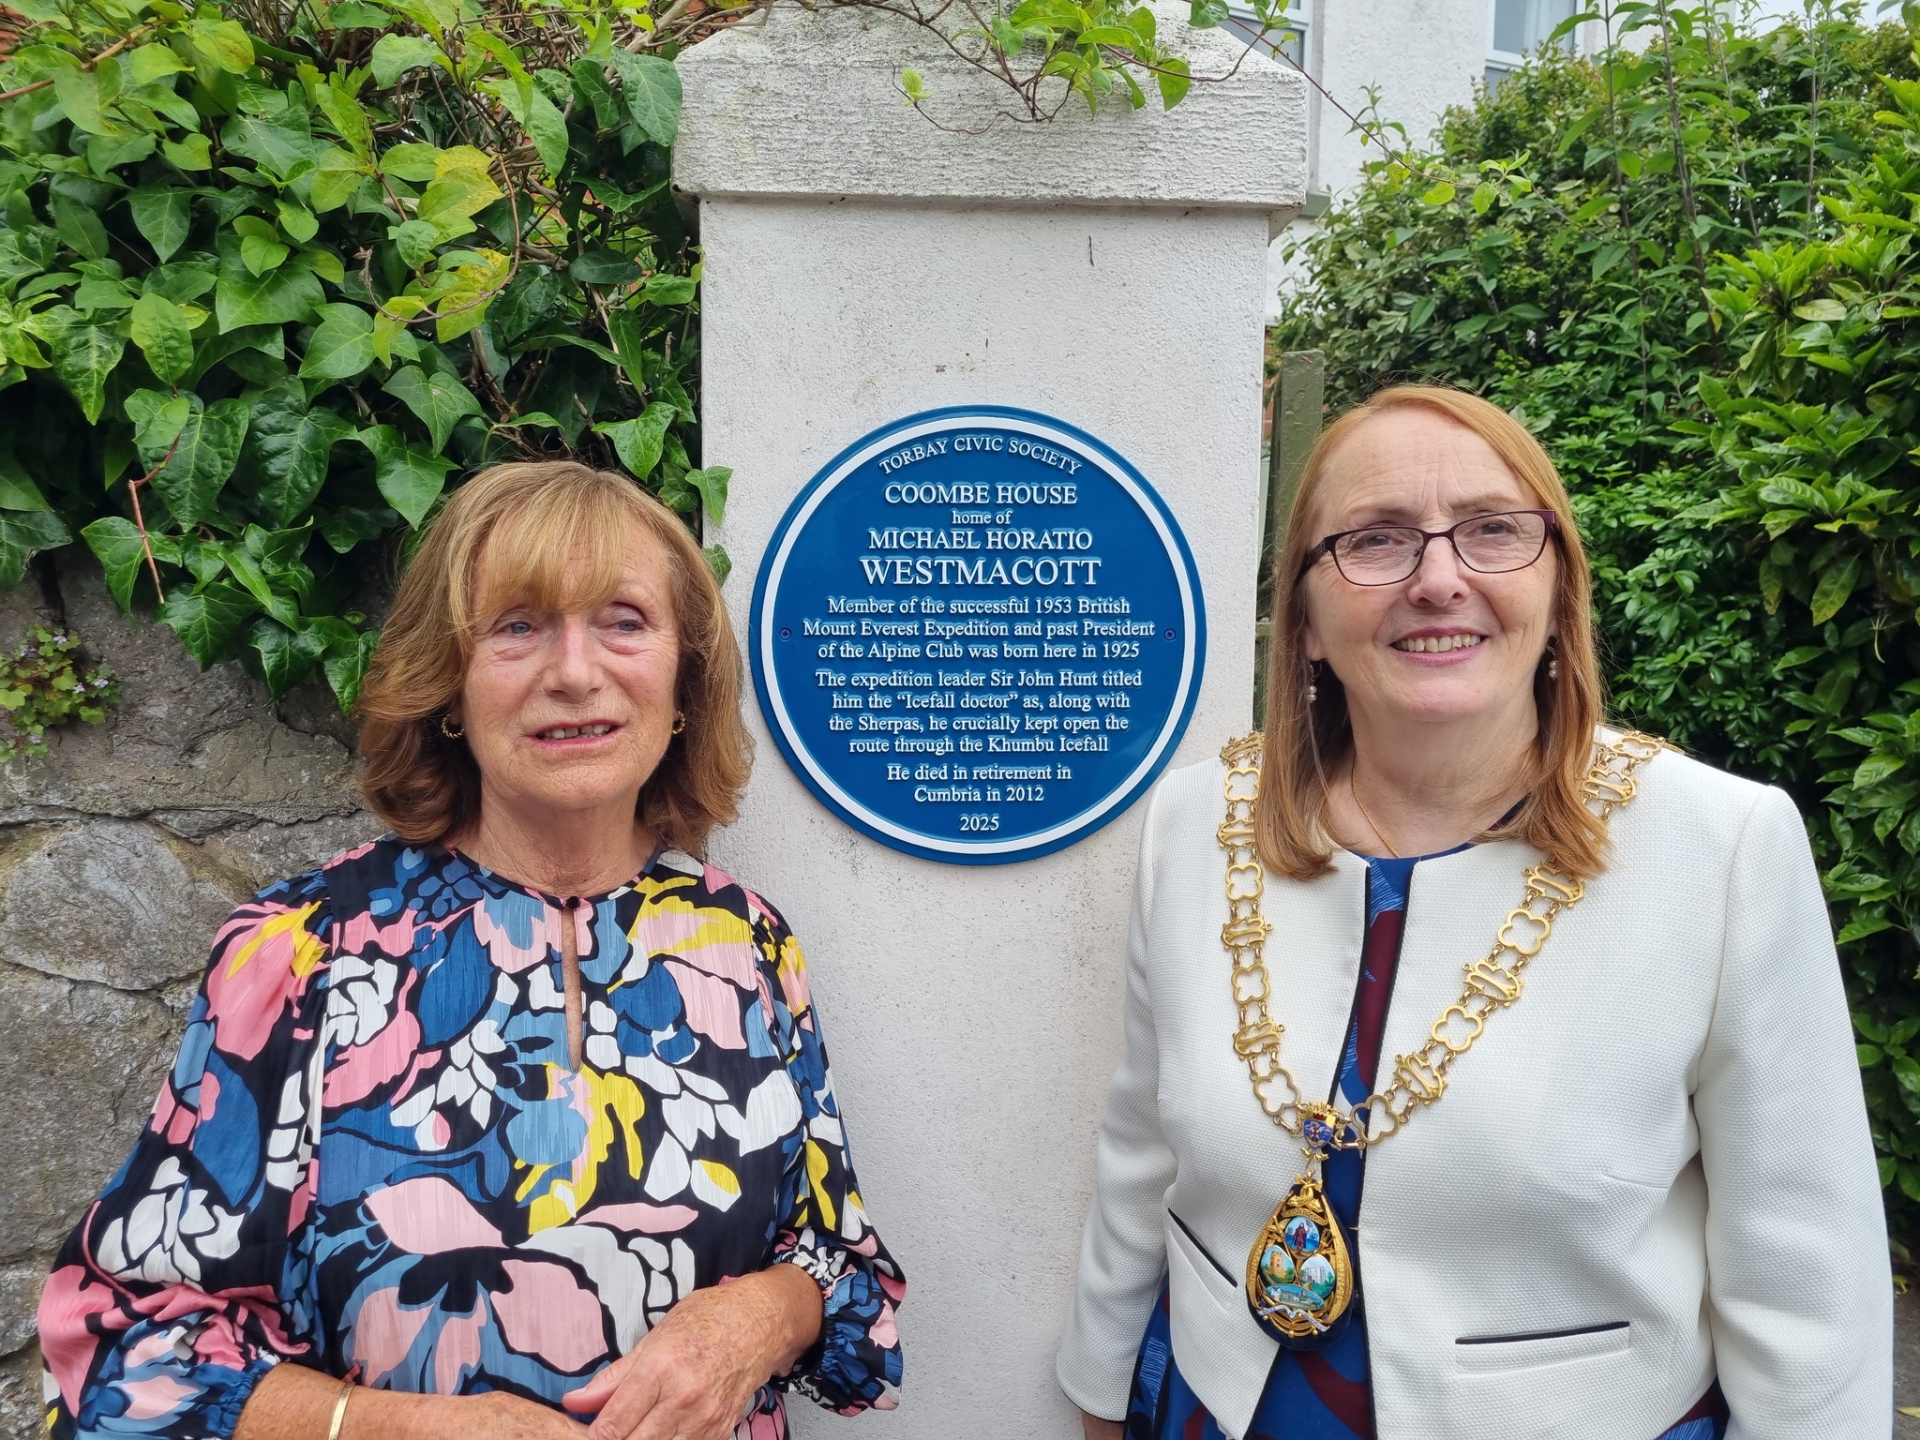 TORBAY CIVIC SOCIETY
COOMBE HOUSE
home of
MICHAEL HORATIO
WESTMACOTT
Member of the successful 1953 British
Mount Everest Expedition and past President
of the Alpine Club was born here in 1925
The expedition leader Sir John Hunt titled
him the “Icefall doctor” as, along with
the Sherpas, he crucially kept open the
route through the Khumbu Icefall
He died in retirement in
Cumbria in 2012
2025